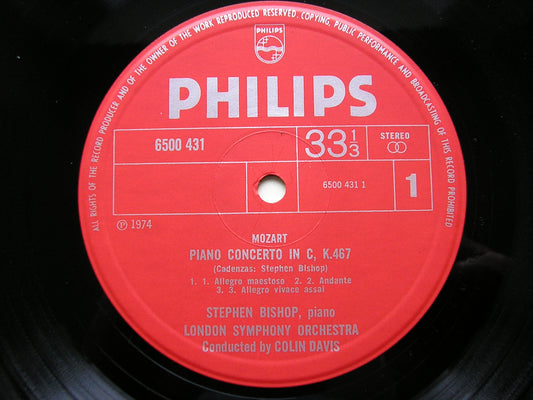 ALL RIGHTS OF THE RECORD PRODUCER AND OF THE OWNER OF THE WORK REPRODUCED RESERVED. COPYING, PUBLIC PERFORMANCE AND BROADCASTING OF THIS RECORD PROHIBITED
PHILIPS
PHILIPS
6500 431
33 1/3
STEREO
6500 431 1
1
℗ 1974
MOZART
PIANO CONCERTO IN C, K.467
(Cadenzas: Stephen Bishop)
1. 1. Allegro maestoso 2. 2. Andante
3. 3. Allegro vivace assai
STEPHEN BISHOP, piano
LONDON SYMPHONY ORCHESTRA
Conducted by COLIN DAVIS